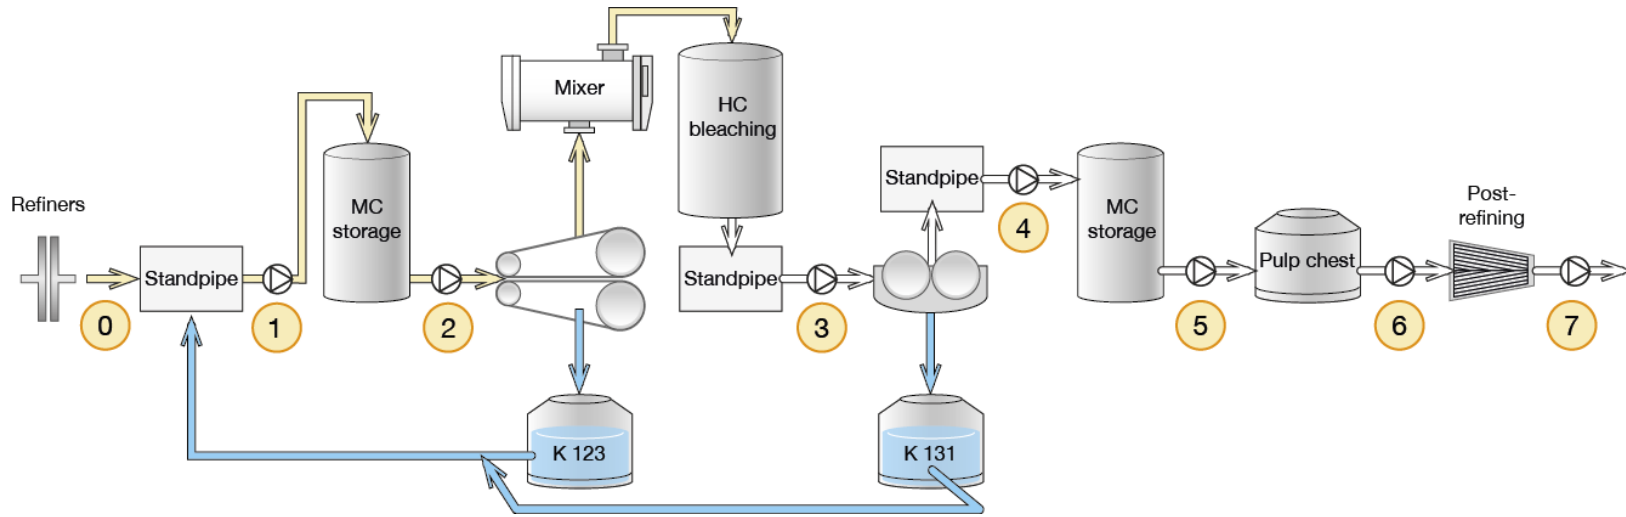 Mixer
HC
bleaching
Standpipe
4
MC
storage
Post-
refining
Refiners
MC
storage
Standpipe
Standpipe
Pulp chest
0
1
2
3
5
6
7
K 123
K 131